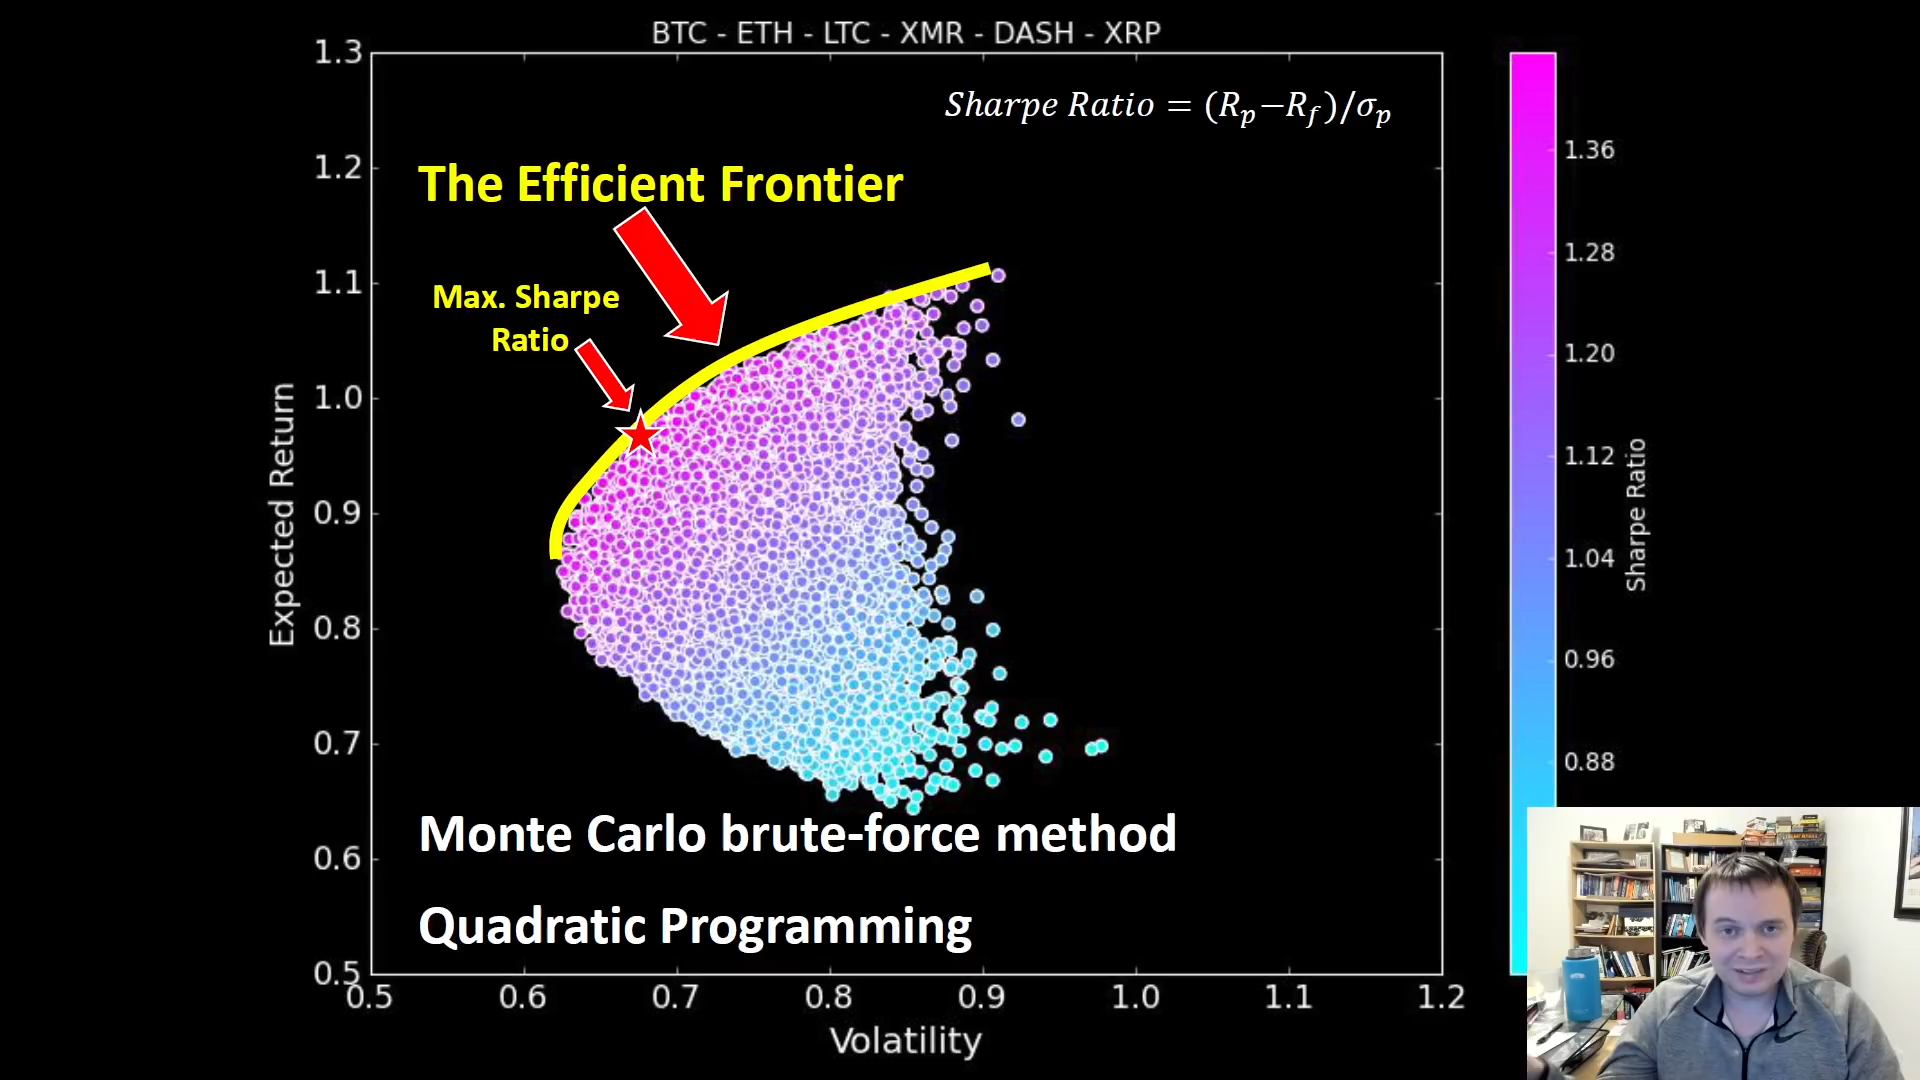 BTC - ETH - LTC - XMR - DASH - XRP
Sharpe Ratio = (Rp−Rf)/σp
The Efficient Frontier
Max. Sharpe
Ratio
Monte Carlo brute-force method
Quadratic Programming
Expected Return
1.3
1.2
1.1
1.0
0.9
0.8
0.7
0.6
0.5
0.5 0.6 0.7 0.8 0.9 1.0 1.1 1.2
Volatility
1.36
1.28
1.20
1.12
1.04
0.96
0.88
Sharpe Ratio